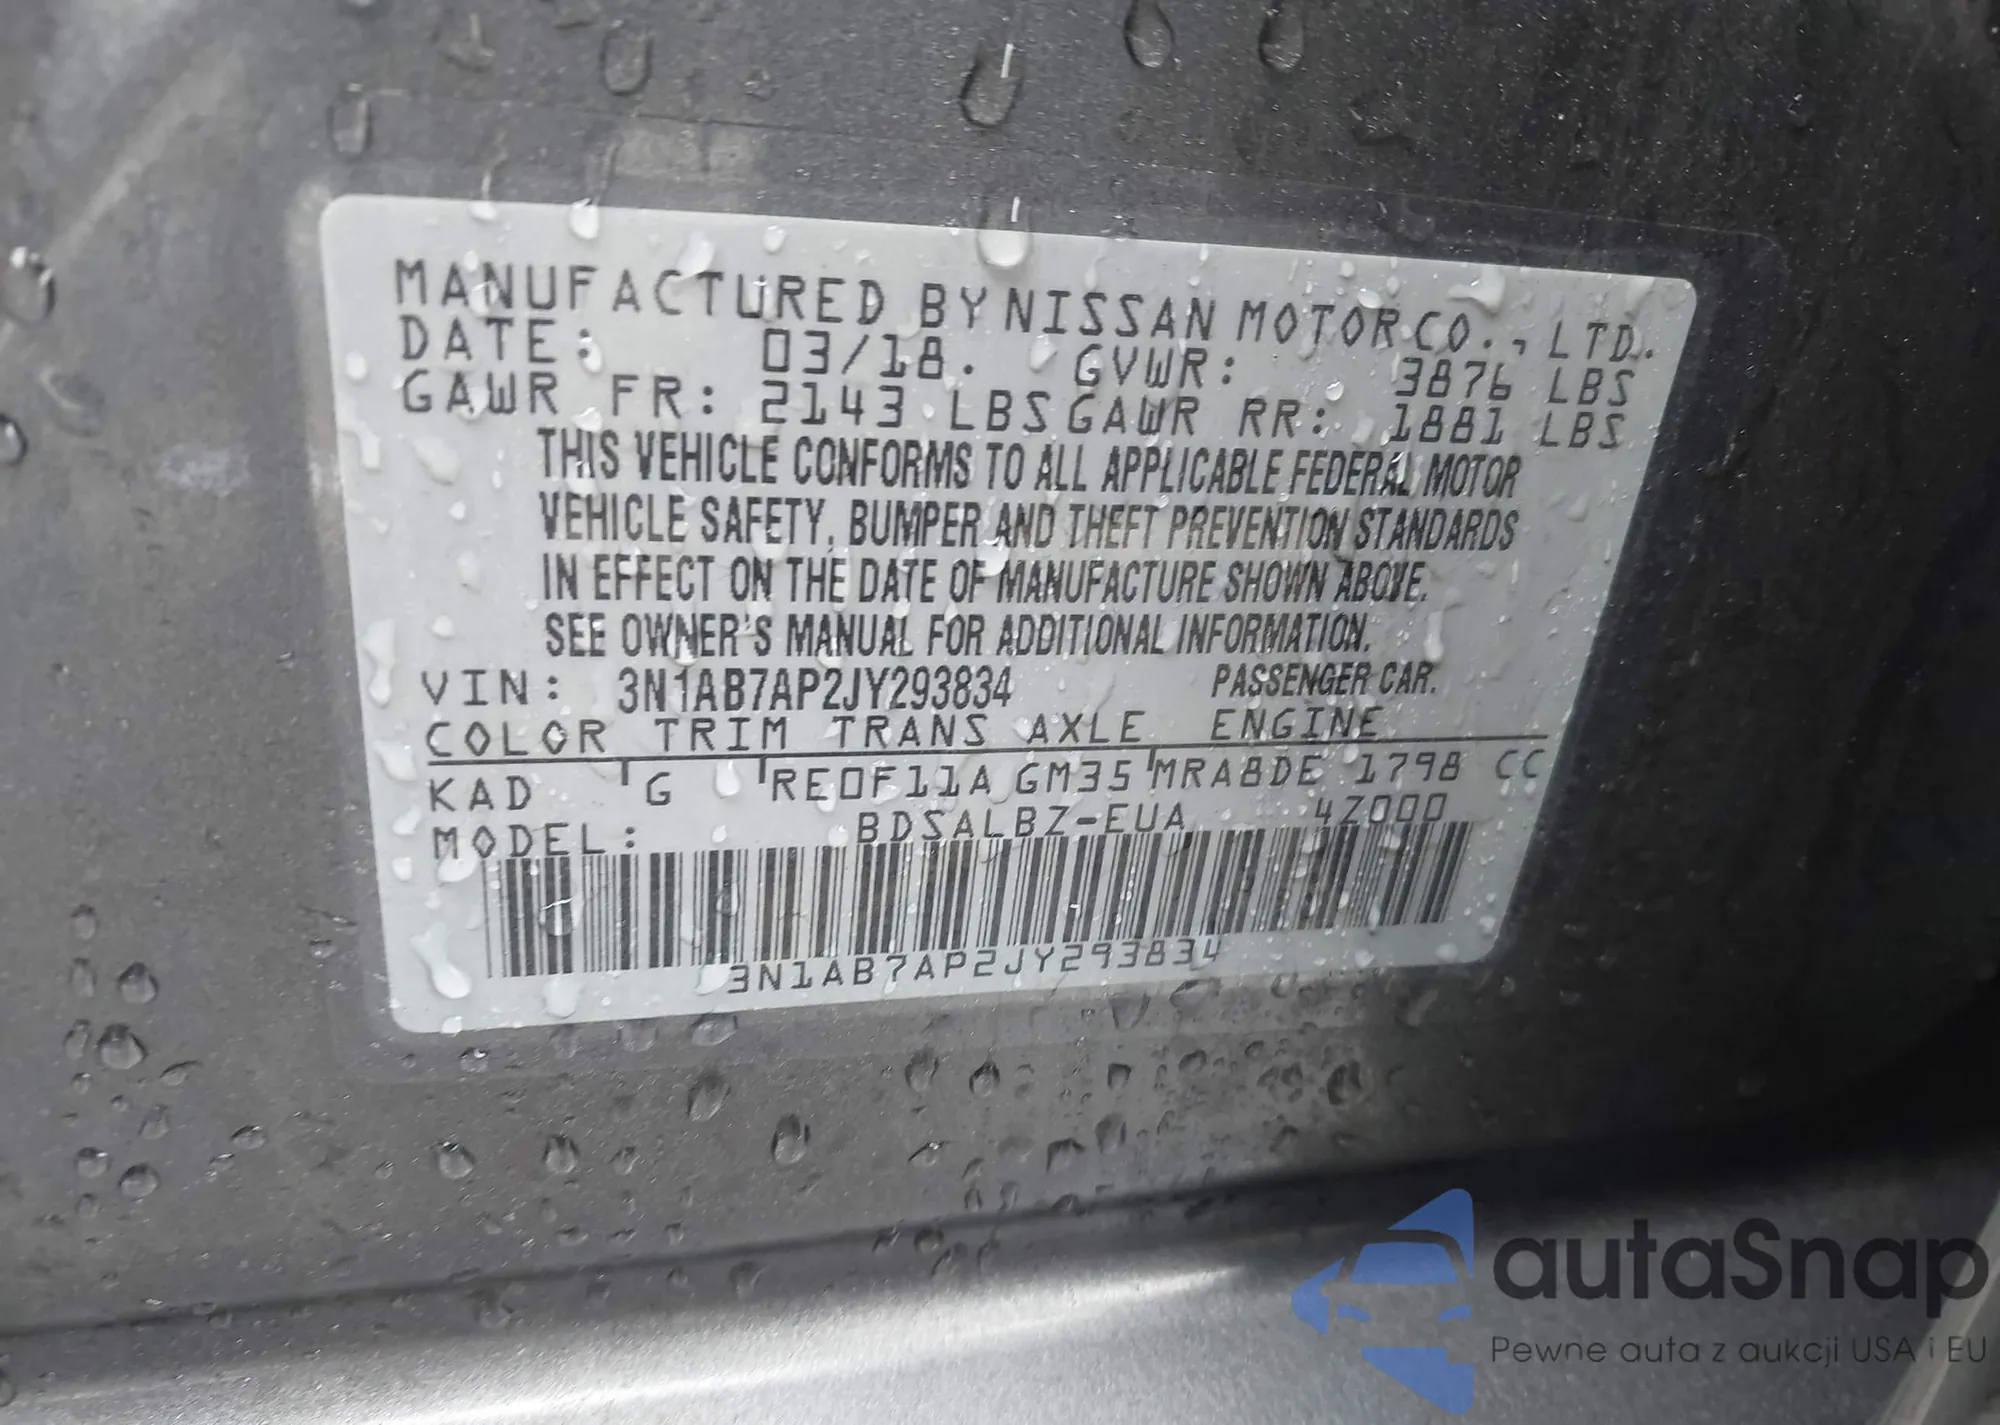 MANUFACTURED BY NISSAN MOTOR CO., LTD.
DATE: 03/18. GVWR: 3876 LBS
GAWR FR: 2143 LBS GAWR RR: 1881 LBS
THIS VEHICLE CONFORMS TO ALL APPLICABLE FEDERAL MOTOR
VEHICLE SAFETY, BUMPER AND THEFT PREVENTION STANDARDS
IN EFFECT ON THE DATE OF MANUFACTURE SHOWN ABOVE.
SEE OWNER'S MANUAL FOR ADDITIONAL INFORMATION.
VIN: 3N1AB7AP2JY293834 PASSENGER CAR.
COLOR TRIM TRANS AXLE ENGINE
KAD G RE0F11A GM35 MRA8DE 1798 CC
MODEL: BDSALBZ-EUA 4Z000
3N1AB7AP2JY293834
autaSnap
Pewne auta z aukcji USA i EU